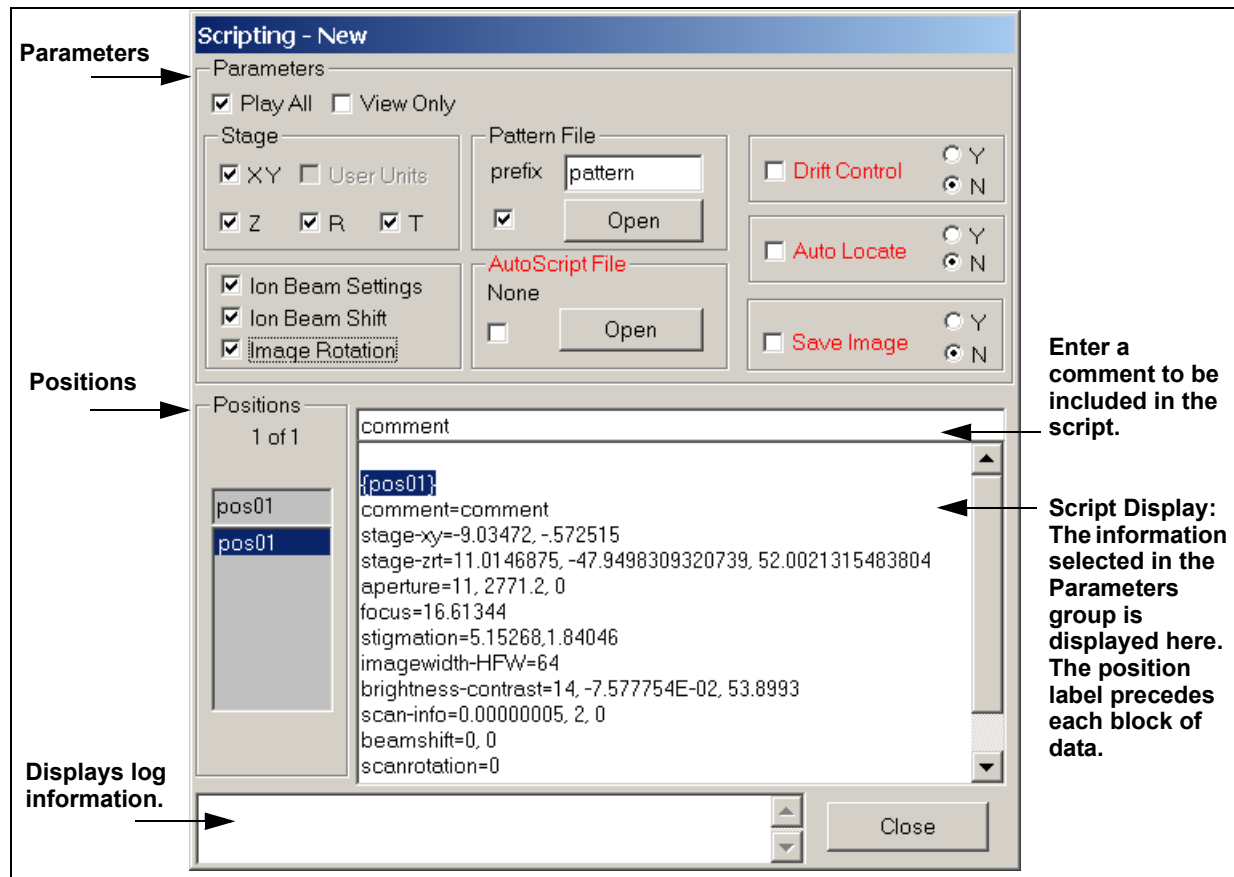 Scripting - New
Parameters
Parameters
Play All View Only
Stage
XY User Units
Z R T
Pattern File
prefix pattern
Open
Drift Control Y N
Auto Locate Y N
Ion Beam Settings
Ion Beam Shift
Image Rotation
AutoScript File
None
Open
Save Image Y N
Positions
Positions
1 of 1
pos01
pos01
comment
{pos01}
comment=comment
stage-xy=-9.03472, -.572515
stage-zrt=11.0146875, -47.9498309320739, 52.0021315483804
aperture=11, 2771.2, 0
focus=16.61344
stigmation=5.15268,1.84046
imagewidth-HFW=64
brightness-contrast=14, -7.577754E-02, 53.8993
scan-info=0.00000005, 2, 0
beamshift=0, 0
scanrotation=0
Enter a
comment to be
included in the
script.
Script Display:
The information
selected in the
Parameters
group is
displayed here.
The position
label precedes
each block of
data.
Displays log
information.
Close